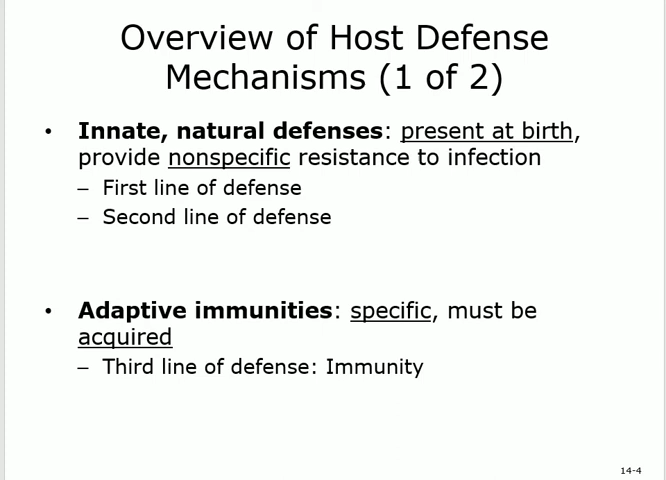 Overview of Host Defense
Mechanisms (1 of 2)
• Innate, natural defenses: present at birth,
provide nonspecific resistance to infection
– First line of defense
– Second line of defense
• Adaptive immunities: specific, must be
acquired
– Third line of defense: Immunity
14-4